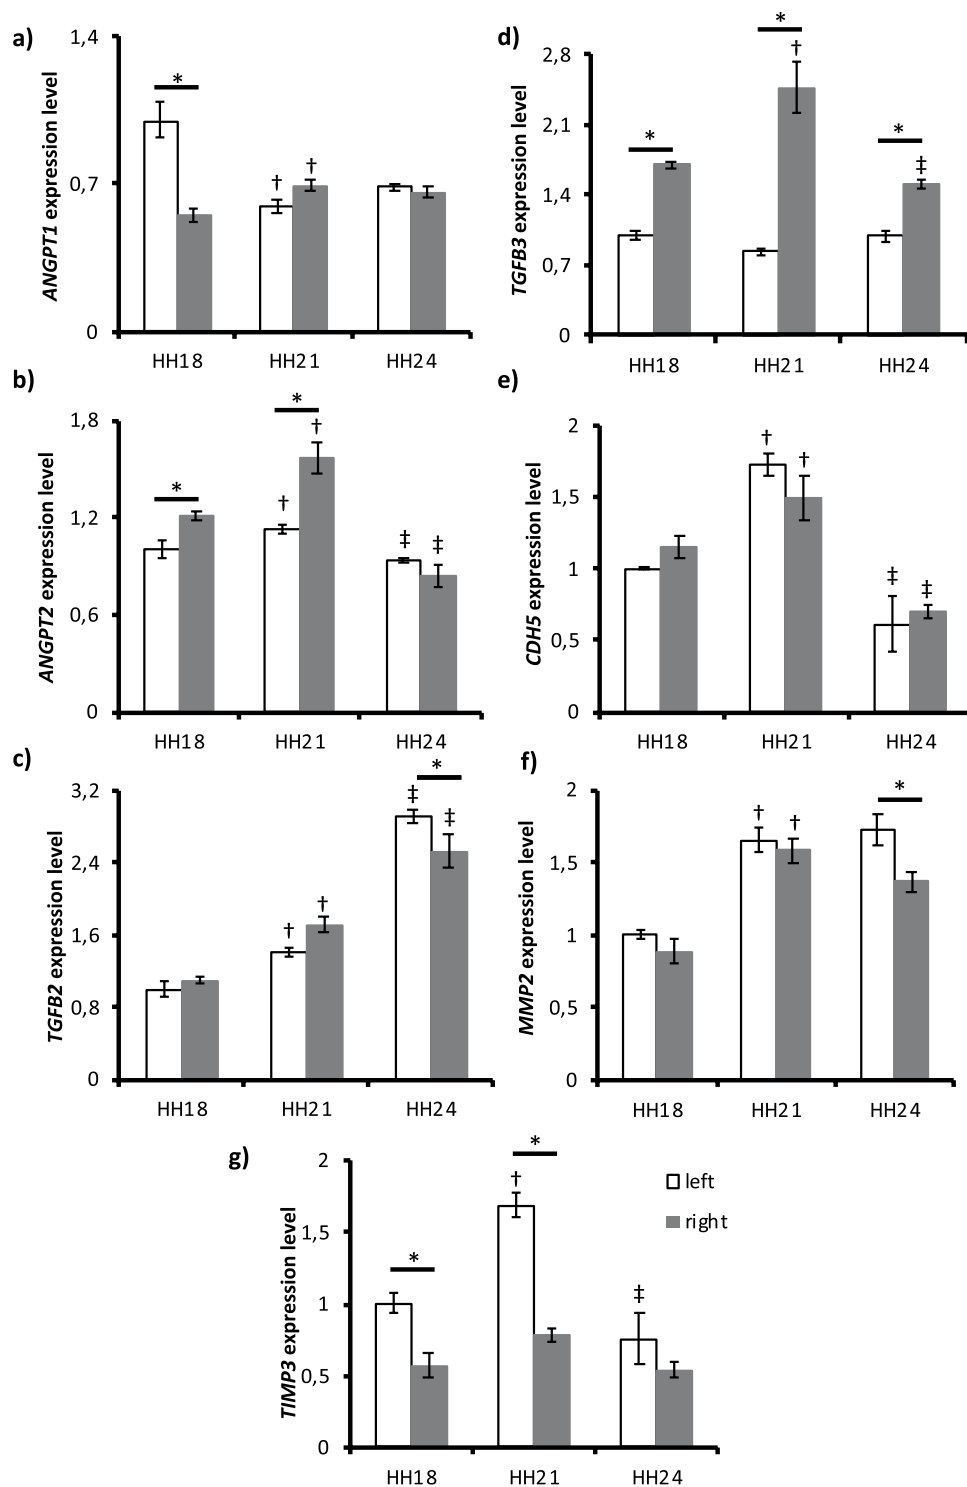 a)
ANGPT1 expression level
1,4
0,7
0
*
†
†
HH18
HH21
HH24
b)
ANGPT2 expression level
1,8
1,2
0,6
0
*
*
†
†
‡
‡
HH18
HH21
HH24
c)
TGFB2 expression level
3,2
2,4
1,6
0,8
0
†
†
*
‡
‡
HH18
HH21
HH24
d)
TGFB3 expression level
2,8
2,1
1,4
0,7
0
*
*
†
*
‡
HH18
HH21
HH24
e)
CDH5 expression level
2
1,5
1
0,5
0
†
†
‡
‡
HH18
HH21
HH24
f)
MMP2 expression level
2
1,5
1
0,5
0
†
†
*
HH18
HH21
HH24
g)
TIMP3 expression level
2
1,5
1
0,5
0
*
*
†
‡
HH18
HH21
HH24
left
right